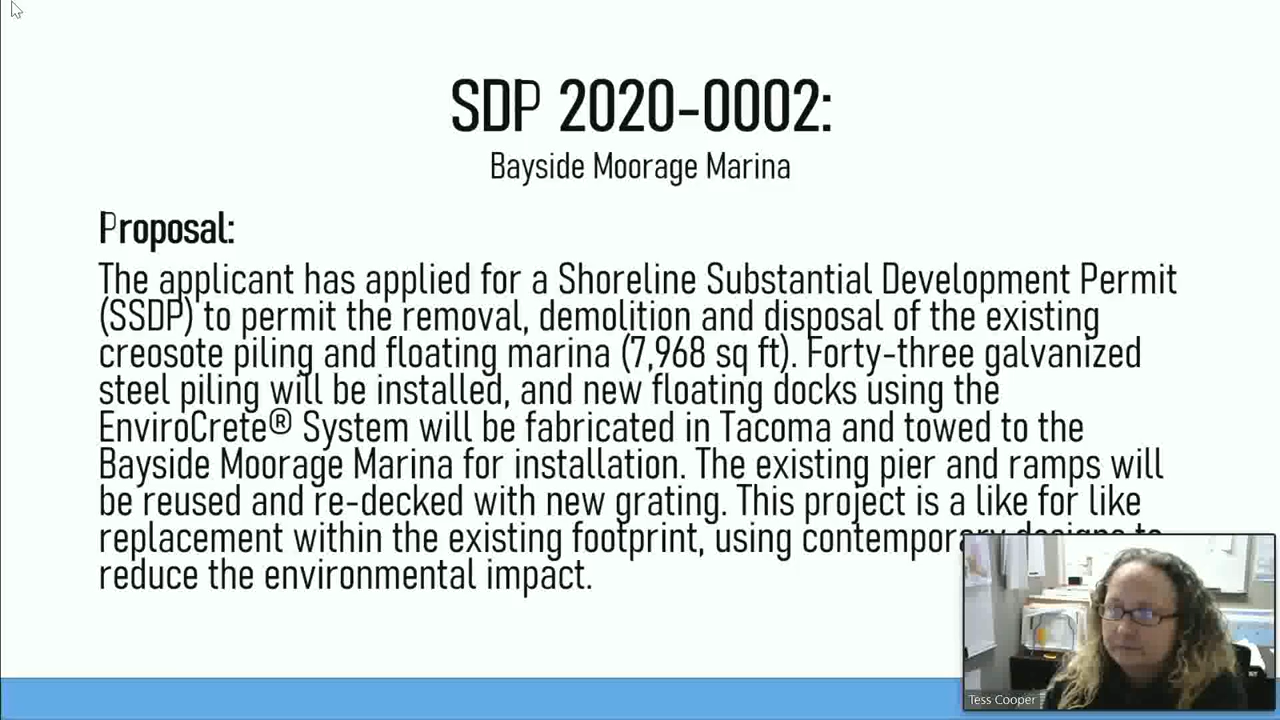 SDP 2020-0002:
Bayside Moorage Marina
Proposal:
The applicant has applied for a Shoreline Substantial Development Permit
(SSDP) to permit the removal, demolition and disposal of the existing
creosote piling and floating marina (7,968 sq ft). Forty-three galvanized
steel piling will be installed, and new floating docks using the
EnviroCrete® System will be fabricated in Tacoma and towed to the
Bayside Moorage Marina for installation. The existing pier and ramps will
be reused and re-decked with new grating. This project is a like for like
replacement within the existing footprint, using contemporary designs to
reduce the environmental impact.
Tess Cooper